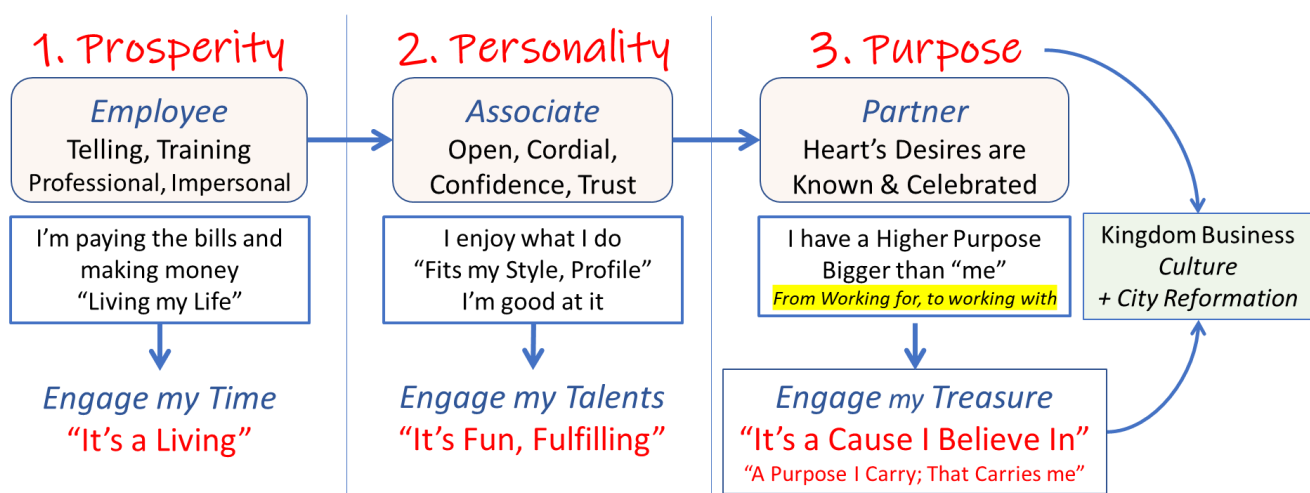 1. Prosperity
Employee
Telling, Training
Professional, Impersonal
I’m paying the bills and
making money
“Living my Life”
Engage my Time
“It’s a Living”
2. Personality
Associate
Open, Cordial,
Confidence, Trust
I enjoy what I do
“Fits my Style, Profile”
I’m good at it
Engage my Talents
“It’s Fun, Fulfilling”
3. Purpose
Partner
Heart’s Desires are
Known & Celebrated
I have a Higher Purpose
Bigger than “me”
From Working for, to working with
Engage my Treasure
“It’s a Cause I Believe In”
“A Purpose I Carry; That Carries me”
Kingdom Business
Culture
+ City Reformation